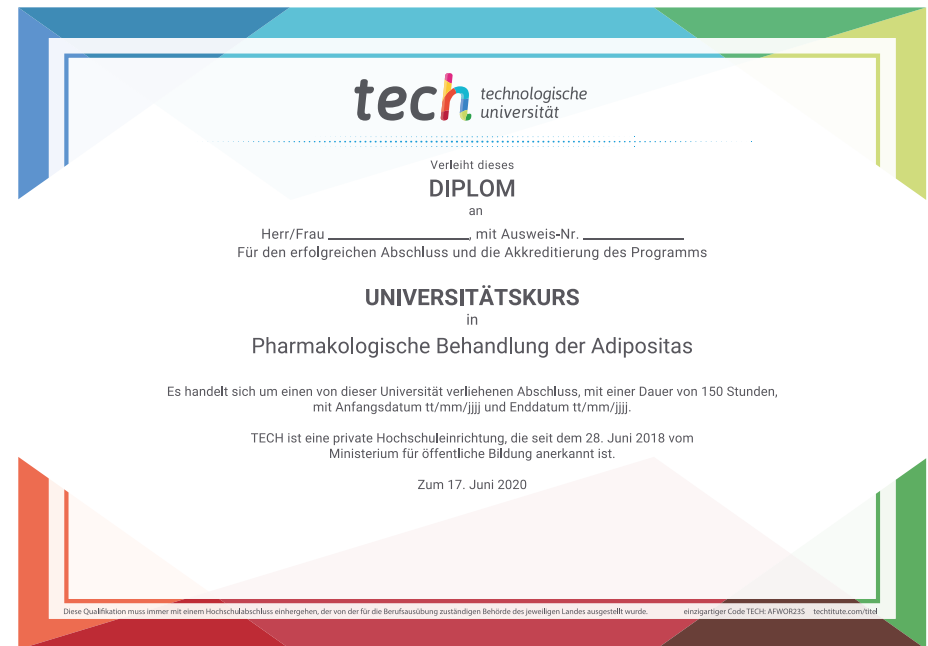 tech technologische
universität
Verleiht dieses
DIPLOM
an
Herr/Frau ____________________, mit Ausweis-Nr. ______________
Für den erfolgreichen Abschluss und die Akkreditierung des Programms
UNIVERSITÄTSKURS
in
Pharmakologische Behandlung der Adipositas
Es handelt sich um einen von dieser Universität verliehenen Abschluss, mit einer Dauer von 150 Stunden,
mit Anfangsdatum tt/mm/jjjj und Enddatum tt/mm/jjjj.
TECH ist eine private Hochschuleinrichtung, die seit dem 28. Juni 2018 vom
Ministerium für öffentliche Bildung anerkannt ist.
Zum 17. Juni 2020
Diese Qualifikation muss immer mit einem Hochschulabschluss einhergehen, der von der für die Berufsausübung zuständigen Behörde des jeweiligen Landes ausgestellt wurde. einzigartiger Code TECH: AFWOR23S techtitute.com/titel